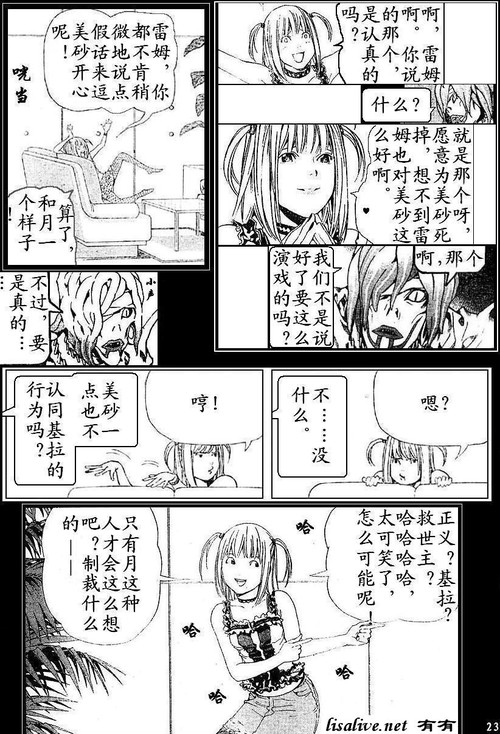 啊，雷姆，
啊。你说
的那个，
是认真的
吗？
什么？
就是那个呀，
愿意为美砂死
掉，想不到雷
姆也对美砂这
么好啊。
啊，那个
我们不是说
好了要这么
演戏的吗？
雷姆，你
都不肯稍
微地说点
假话来逗
美砂开心
呢！
咣当
算了，
和月一
个样子
！
小声
不过，要
是真的…
嗯？
不……没
什么。
哼！
美砂一
点也不
认同基拉的
行为吗？
正义？基拉？
救世主？
哈哈哈哈，
太可笑了，
怎么可能呢
哈
哈
哈
哈
只有月这种
人才会这么想
吧？制裁什么
的——
lisalive.net 有有
23